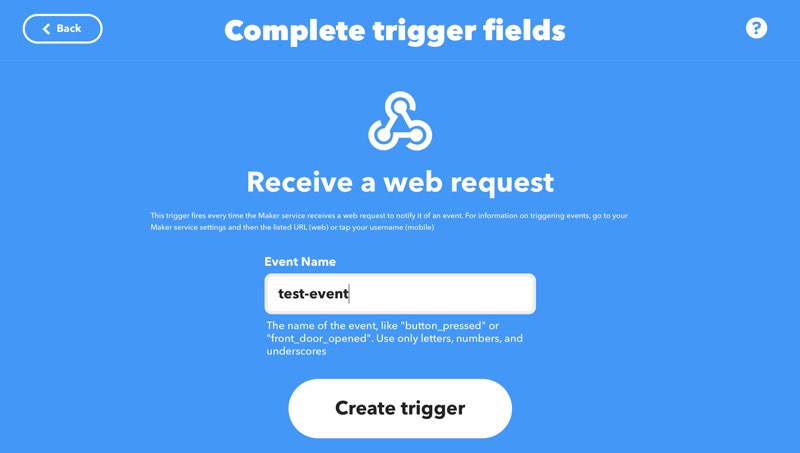 Back
Complete trigger fields
?
Receive a web request
This trigger fires every time the Maker service receives a web request to notify it of an event. For information on triggering events, go to your
Maker service settings and then the listed URL (web) or tap your username (mobile)
Event Name
test-event
The name of the event, like "button_pressed" or
"front_door_opened". Use only letters, numbers, and
underscores
Create trigger